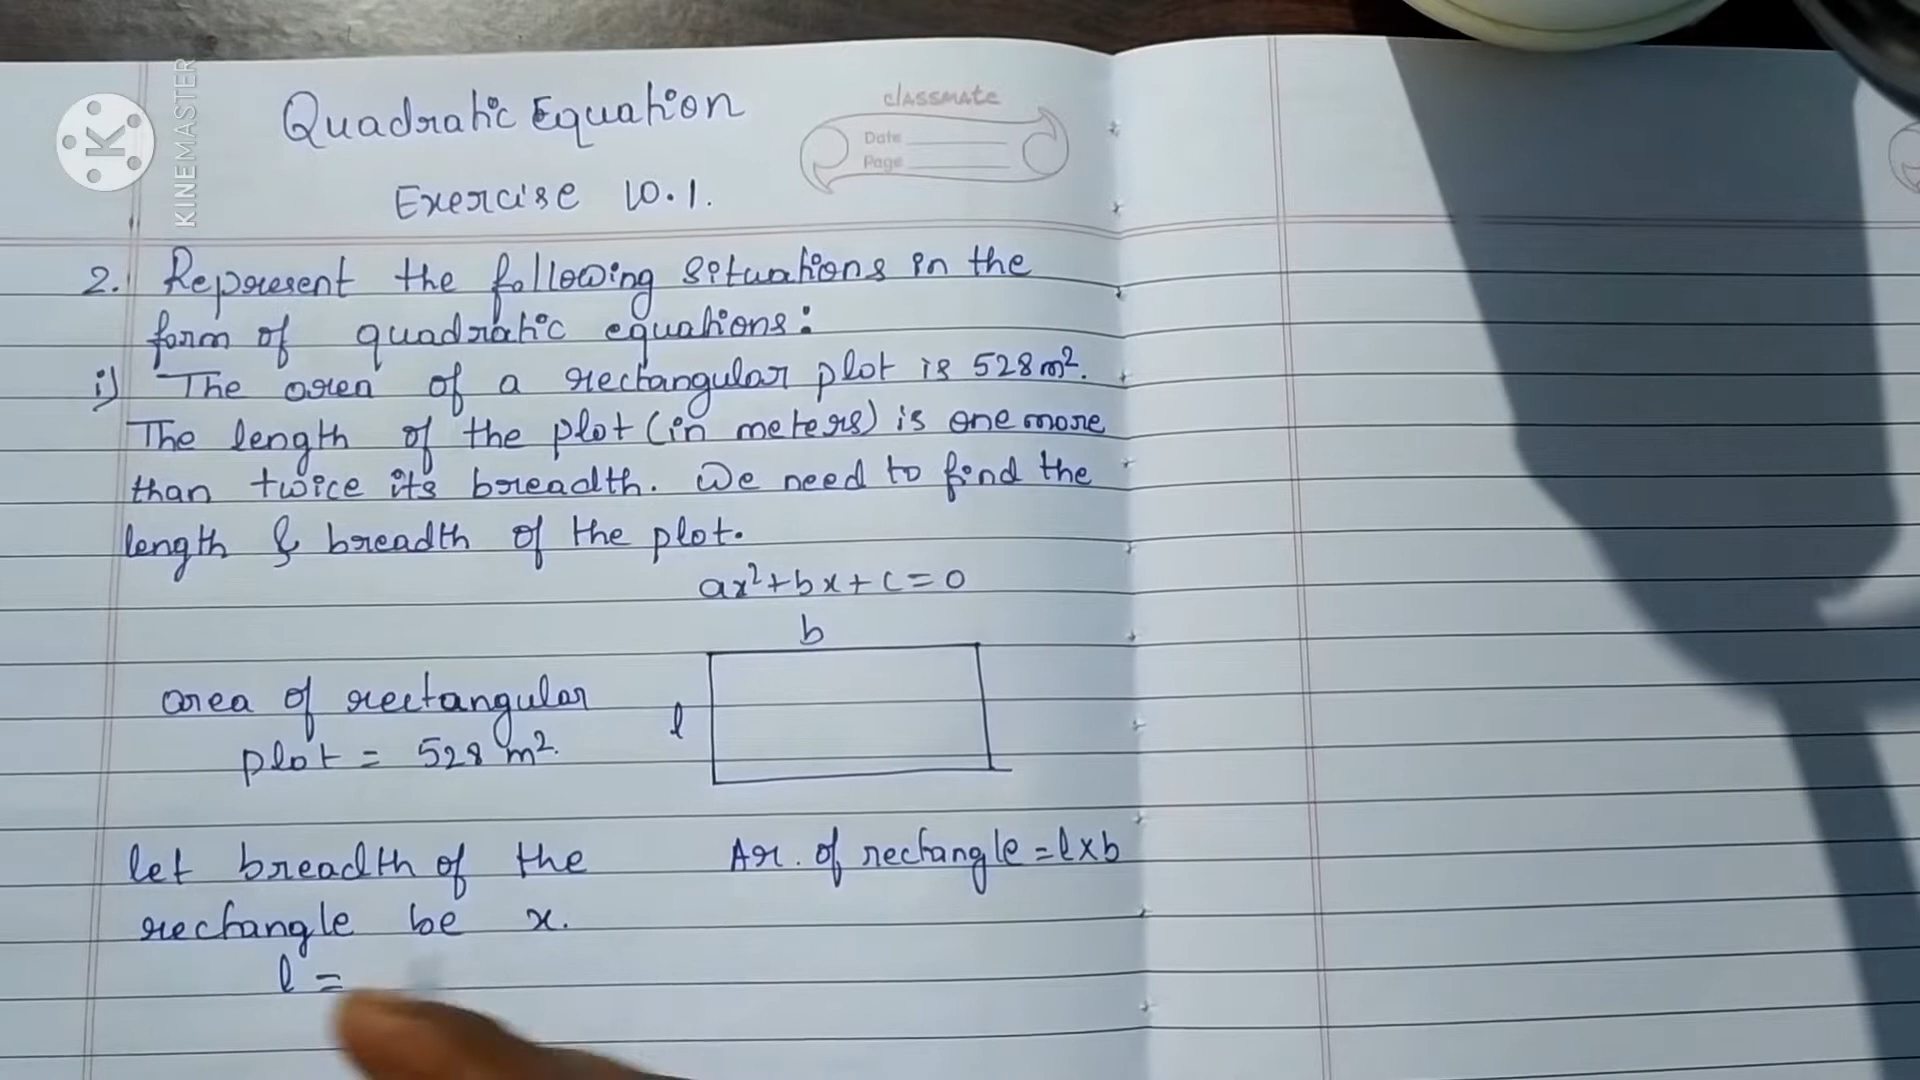 KINEMASTER
Quadratic Equation
classmate
Date
Page
Exercise 10.1.
2. Represent the following situations in the
form of quadratic equations:
i) The area of a rectangular plot is 528 m².
The length of the plot (in meters) is one more
than twice its breadth. We need to find the
length & breadth of the plot.
ax²+bx+c=0
b
area of rectangular
plot = 528 m².
l
let breadth of the
rectangle be x.
l =
Ar. of rectangle = l×b